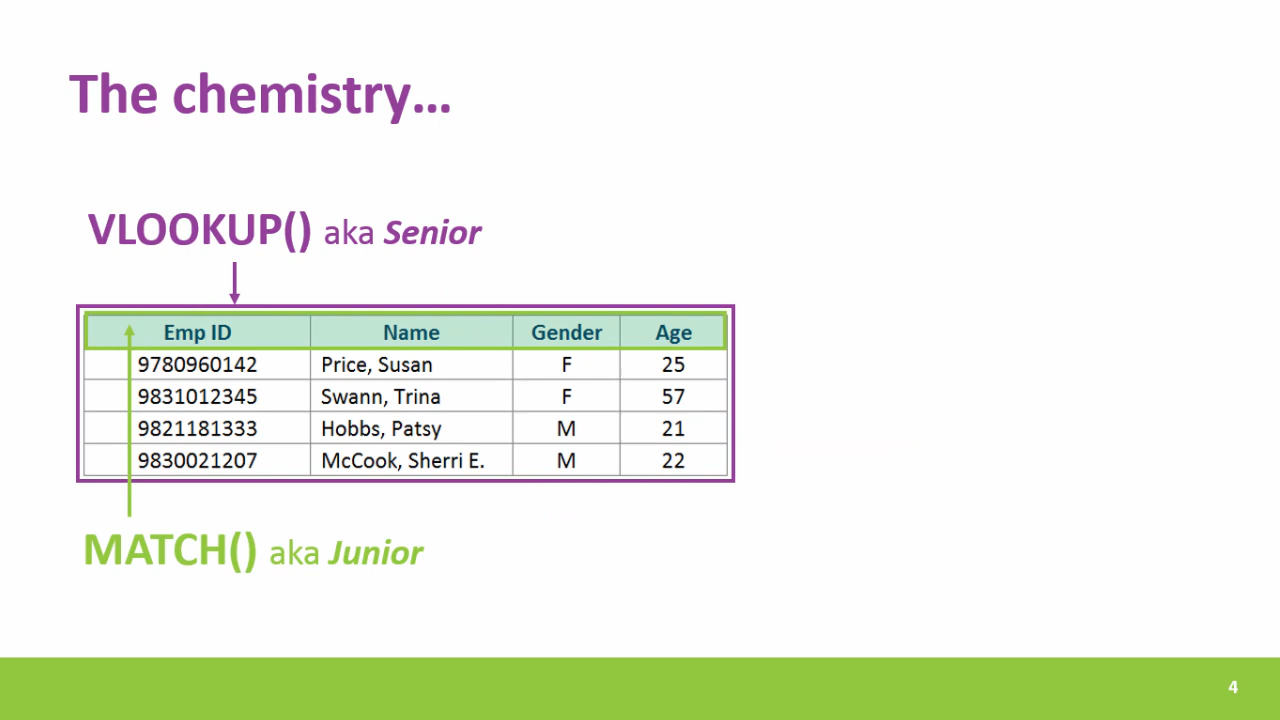 The chemistry…
VLOOKUP() aka Senior
Emp ID Name Gender Age
9780960142 Price, Susan F 25
9831012345 Swann, Trina F 57
9821181333 Hobbs, Patsy M 21
9830021207 McCook, Sherri E. M 22
MATCH() aka Junior
4